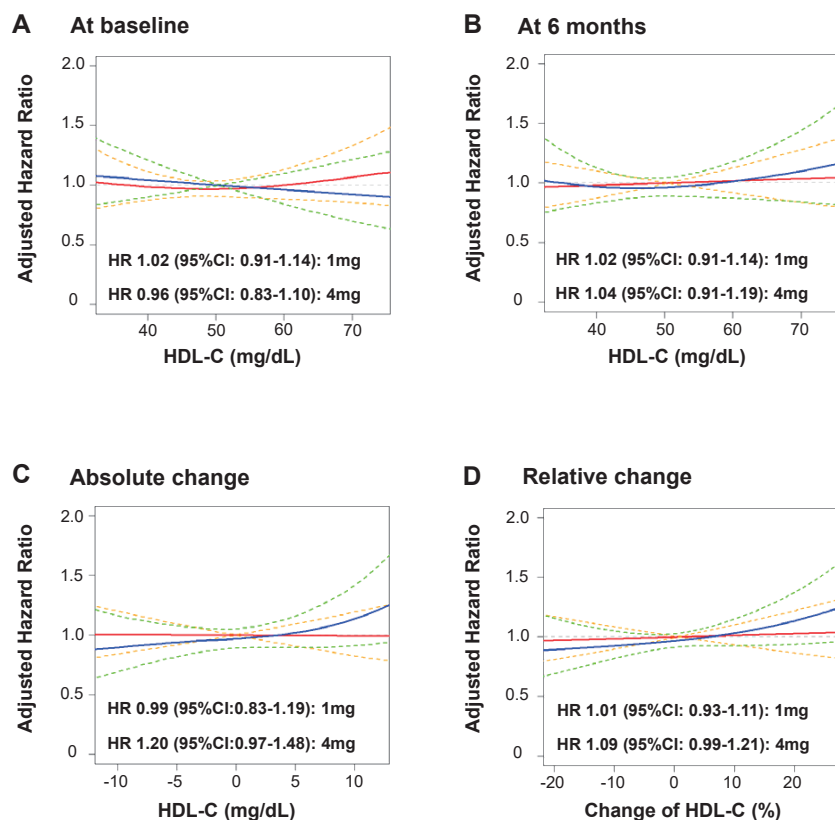 A At baseline
Adjusted Hazard Ratio
2.0
1.5
1.0
0.5
0
HR 1.02 (95%CI: 0.91-1.14): 1mg
HR 0.96 (95%CI: 0.83-1.10): 4mg
40 50 60 70
HDL-C (mg/dL)
B At 6 months
Adjusted Hazard Ratio
2.0
1.5
1.0
0.5
0
HR 1.02 (95%CI: 0.91-1.14): 1mg
HR 1.04 (95%CI: 0.91-1.19): 4mg
40 50 60 70
HDL-C (mg/dL)
C Absolute change
Adjusted Hazard Ratio
2.0
1.5
1.0
0.5
0
HR 0.99 (95%CI:0.83-1.19): 1mg
HR 1.20 (95%CI:0.97-1.48): 4mg
-10 -5 0 5 10
HDL-C (mg/dL)
D Relative change
Adjusted Hazard Ratio
2.0
1.5
1.0
0.5
0
HR 1.01 (95%CI: 0.93-1.11): 1mg
HR 1.09 (95%CI: 0.99-1.21): 4mg
-20 -10 0 10 20
Change of HDL-C (%)